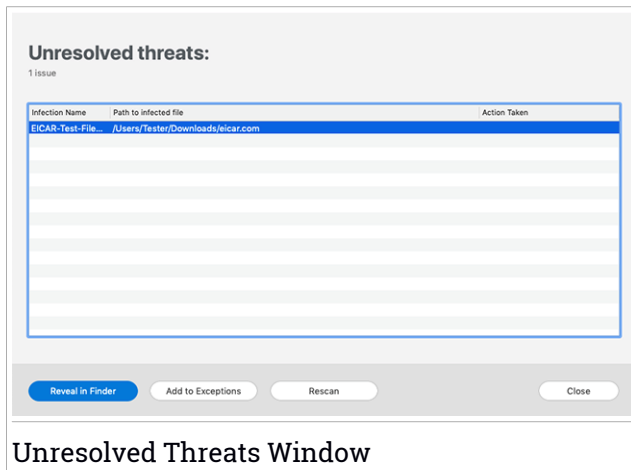 Unresolved threats:
1 issue
Infection Name Path to infected file Action Taken
EICAR-Test-File... /Users/Tester/Downloads/eicar.com
Reveal in Finder Add to Exceptions Rescan Close
Unresolved Threats Window